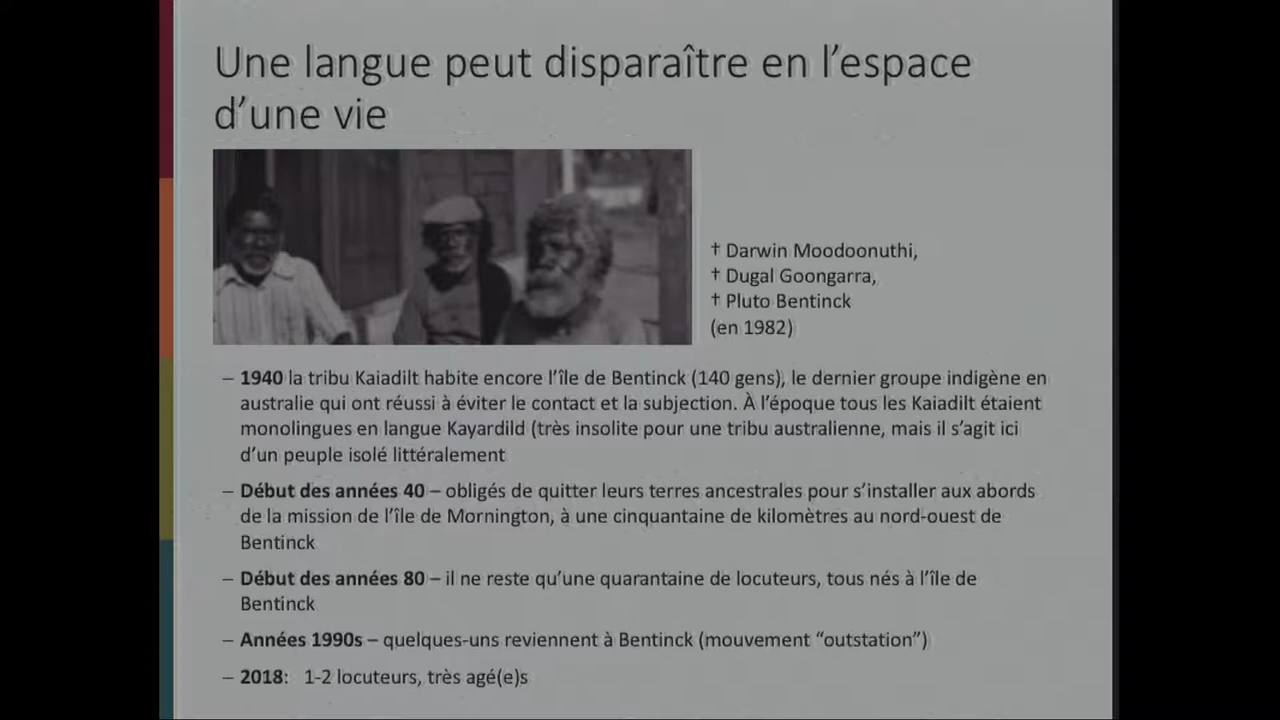 Une langue peut disparaître en l’espace
d’une vie
† Darwin Moodoonuthi,
† Dugal Goongarra,
† Pluto Bentinck
(en 1982)
– 1940 la tribu Kaiadilt habite encore l’île de Bentinck (140 gens), le dernier groupe indigène en
australie qui ont réussi à éviter le contact et la subjection. À l’époque tous les Kaiadilt étaient
monolingues en langue Kayardild (très insolite pour une tribu australienne, mais il s’agit ici
d’un peuple isolé littéralement
– Début des années 40 – obligés de quitter leurs terres ancestrales pour s’installer aux abords
de la mission de l’île de Mornington, à une cinquantaine de kilomètres au nord-ouest de
Bentinck
– Début des années 80 – il ne reste qu’une quarantaine de locuteurs, tous nés à l’île de
Bentinck
– Années 1990s – quelques-uns reviennent à Bentinck (mouvement “outstation”)
– 2018: 1-2 locuteurs, très agé(e)s